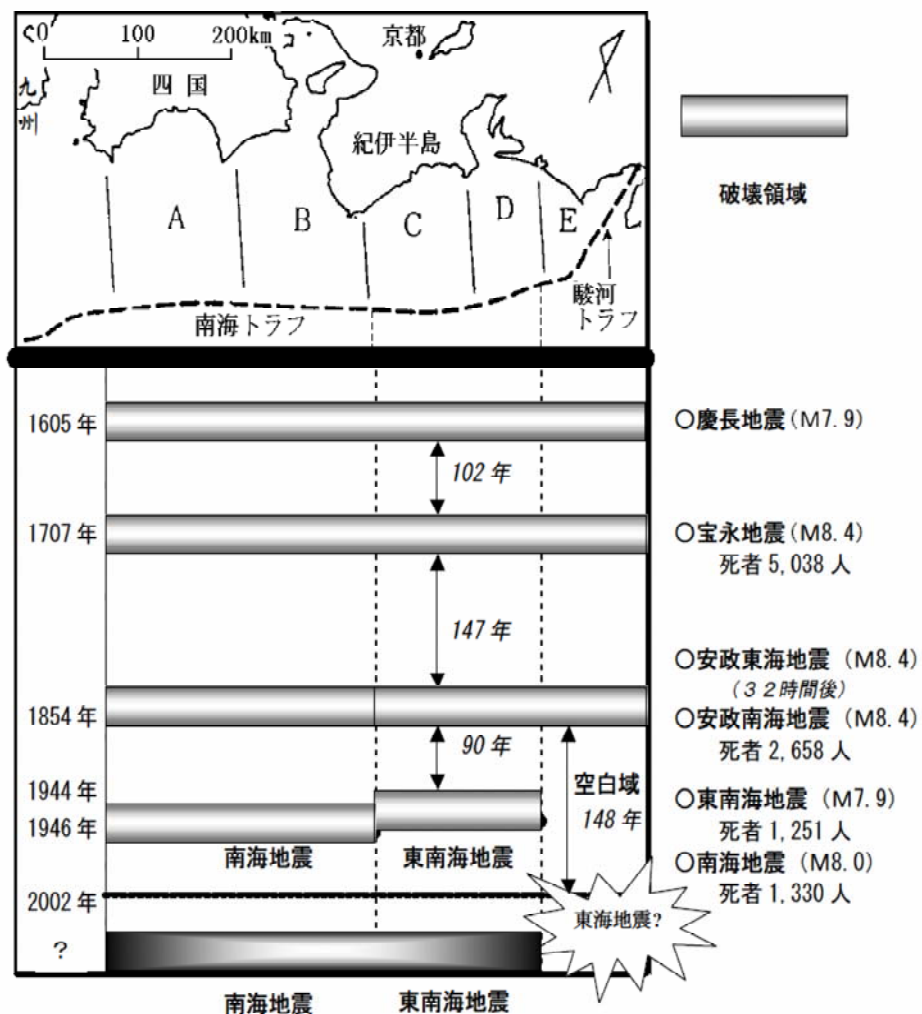 0 100 200km
京都
四国
九州
紀伊半島
A B C D E
南海トラフ
駿河
トラフ
破壊領域
1605年
○慶長地震(M7.9)
102年
1707年
○宝永地震(M8.4)
死者5,038人
147年
1854年
○安政東海地震(M8.4)
(32時間後)
○安政南海地震(M8.4)
死者2,658人
90年
空白域
148年
1944年
1946年
南海地震
東南海地震
○東南海地震(M7.9)
死者1,251人
○南海地震(M8.0)
死者1,330人
2002年
東海地震?
?
南海地震
東南海地震